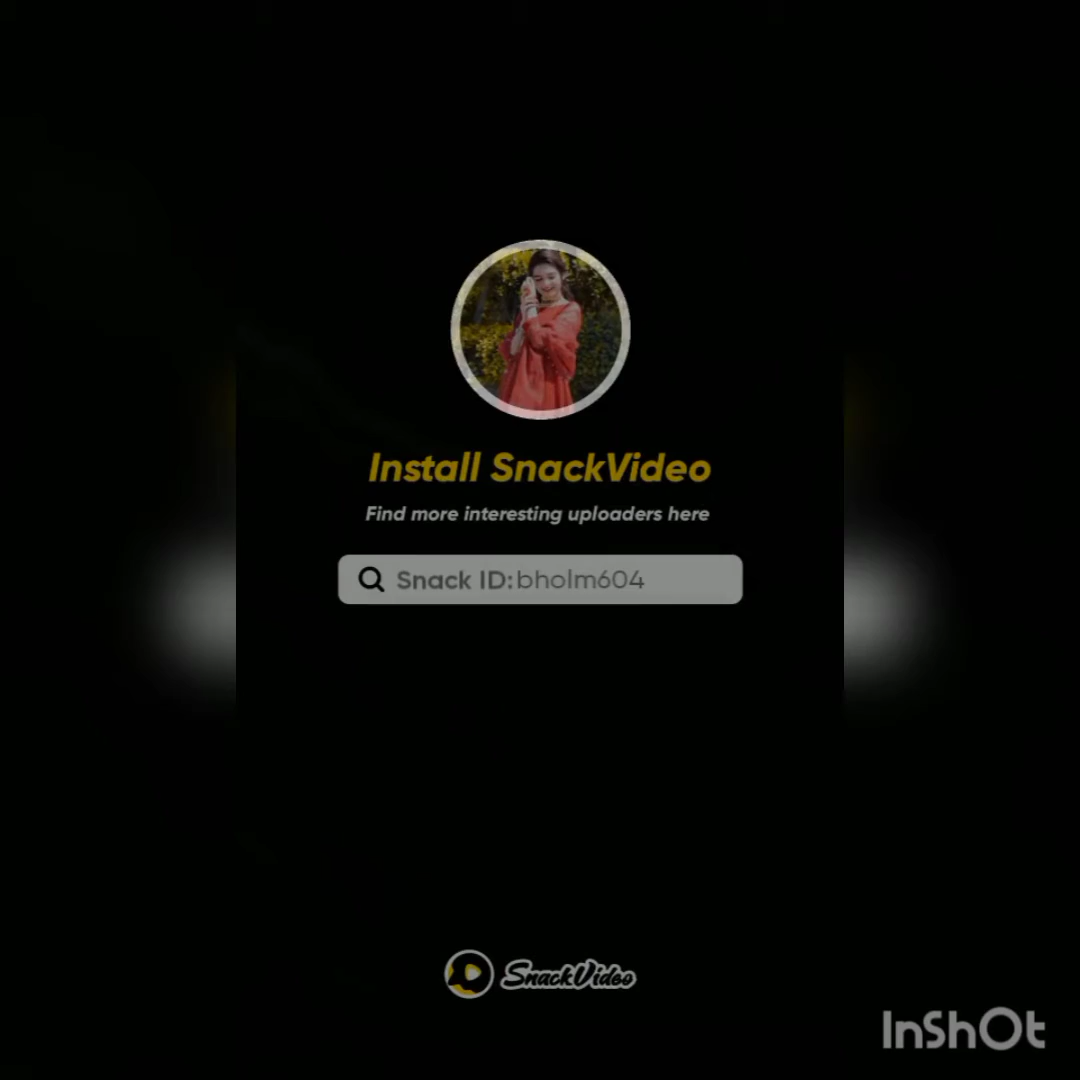 Install SnackVideo
Find more interesting uploaders here
Snack ID:bholm604
SnackVideo
InShOt